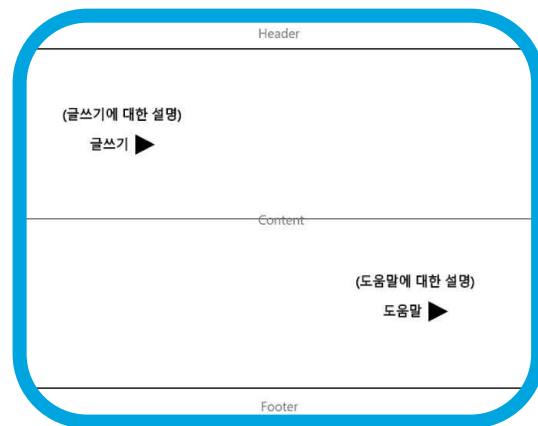 Header
(글쓰기에 대한 설명)
글쓰기 ▶
Content
(도움말에 대한 설명)
도움말 ▶
Footer